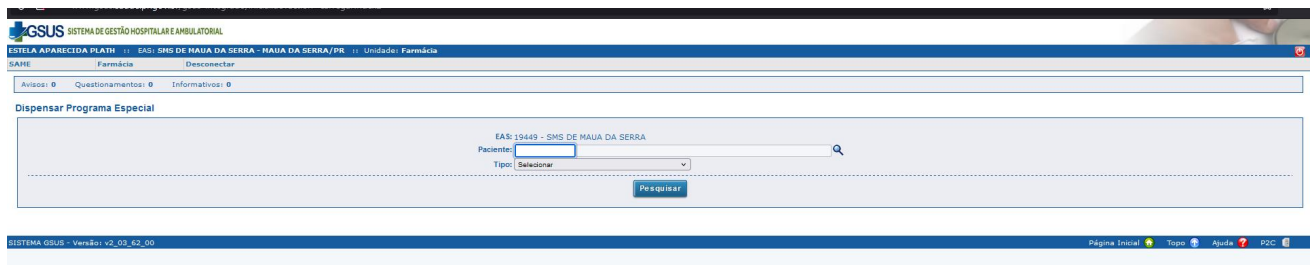 GSUS SISTEMA DE GESTÃO HOSPITALAR E AMBULATORIAL
ESTELA APARECIDA PLATH :: EAS: SMS DE MAUA DA SERRA - MAUA DA SERRA/PR :: Unidade: Farmácia
SAME Farmácia Desconectar
Avisos: 0 Questionamentos: 0 Informativos: 0
Dispensar Programa Especial
EAS: 19449 - SMS DE MAUA DA SERRA
Paciente:
Tipo: Selecionar
Pesquisar
SISTEMA GSUS - Versão: v2_03_62_00 Página Inicial Topo Ajuda P2C